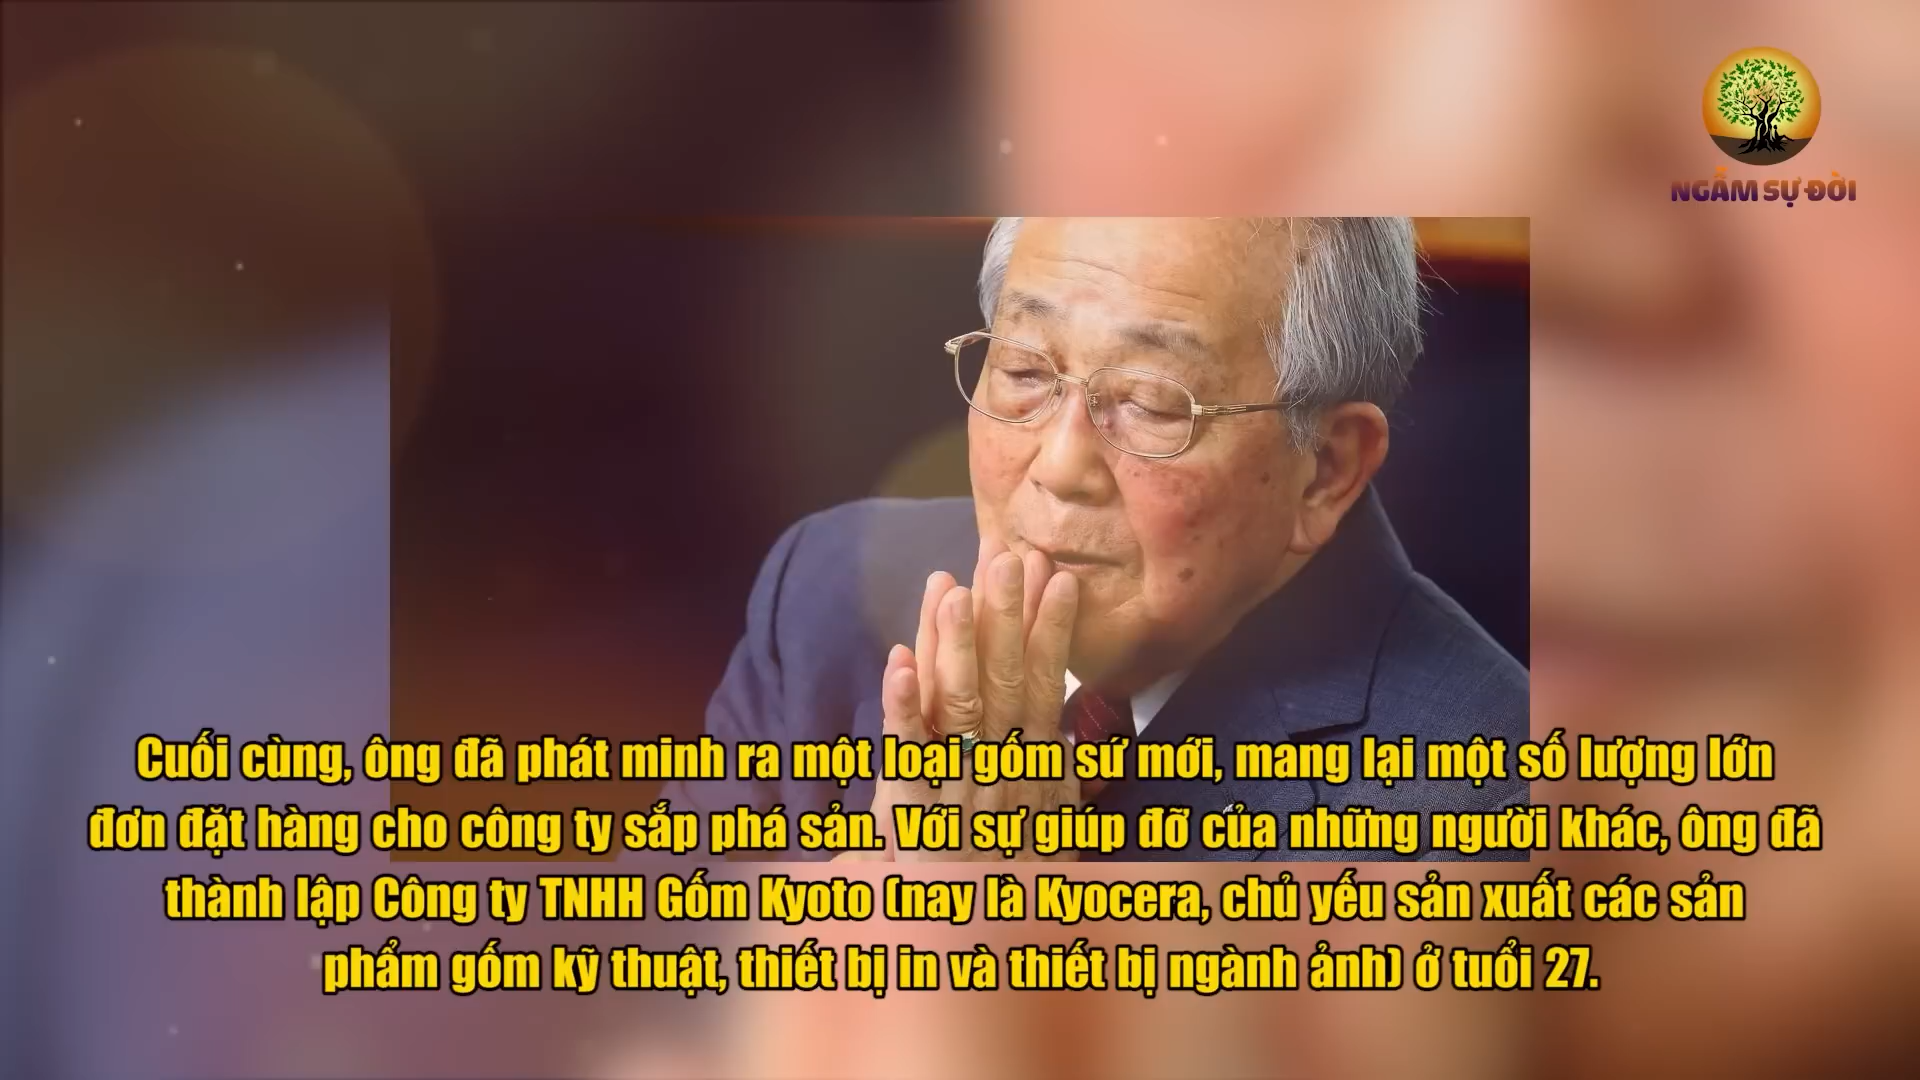 NGẪM SỰ ĐỜI
Cuối cùng, ông đã phát minh ra một loại gốm sứ mới, mang lại một số lượng lớn
đơn đặt hàng cho công ty sắp phá sản. Với sự giúp đỡ của những người khác, ông đã
thành lập Công ty TNHH Gốm Kyoto (nay là Kyocera, chủ yếu sản xuất các sản
phẩm gốm kỹ thuật, thiết bị in và thiết bị ngành ảnh) ở tuổi 27.